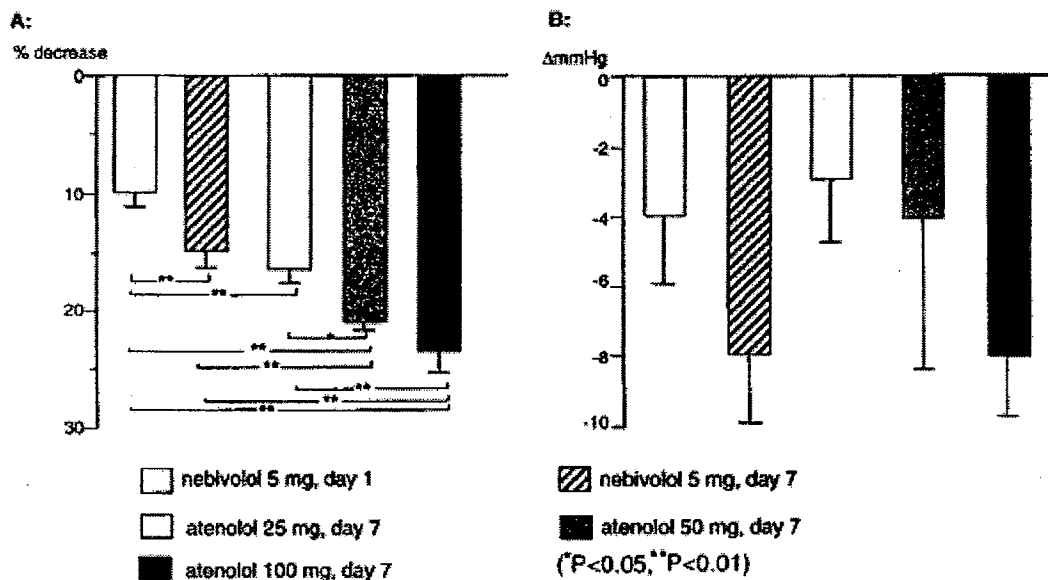 A:
% decrease
0
10
20
30
**
**
*
**
**
**
**
**
B:
ΔmmHg
0
-2
-4
-6
-8
-10
nebivolol 5 mg, day 1
atenolol 25 mg, day 7
atenolol 100 mg, day 7
nebivolol 5 mg, day 7
atenolol 50 mg, day 7
(*P<0.05,**P<0.01)